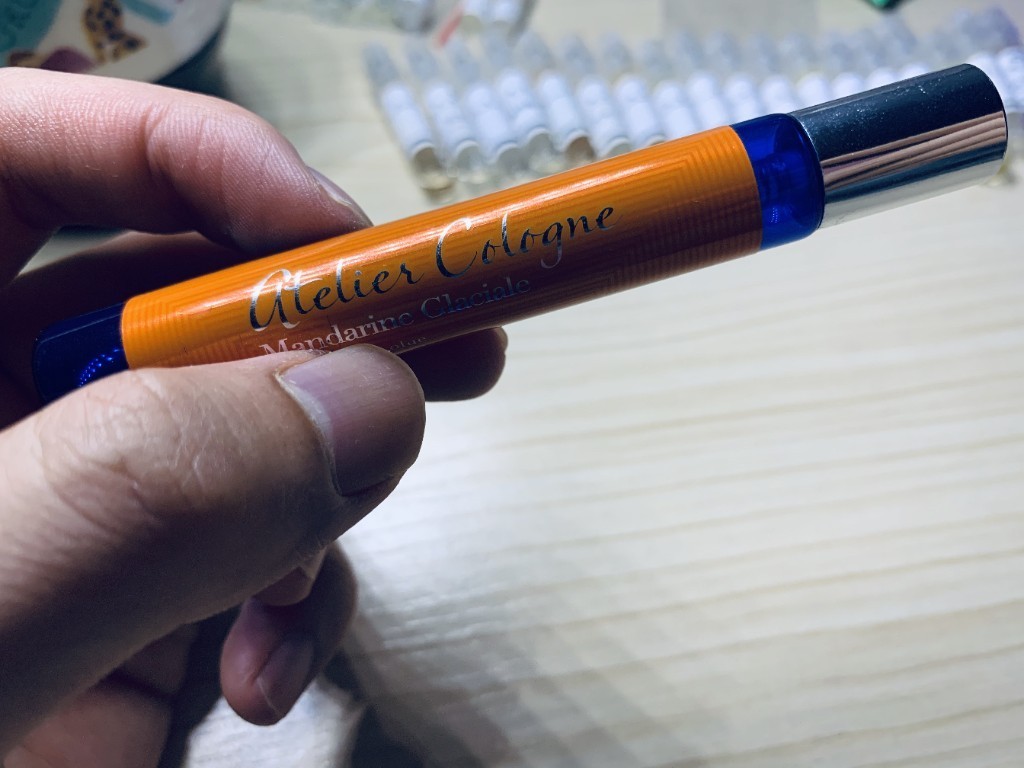 Atelier Cologne
Mandarine Glaciale